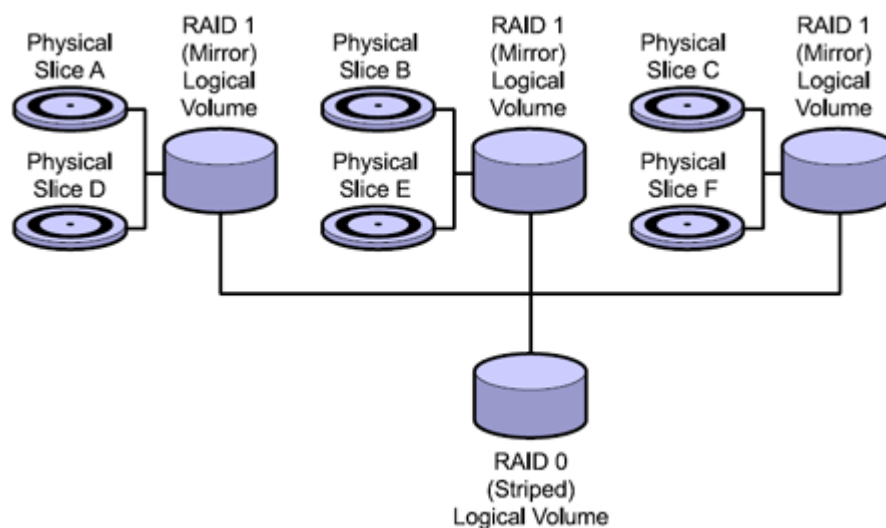 Physical
Slice A
RAID 1
(Mirror)
Logical
Volume
Physical
Slice D
Physical
Slice B
RAID 1
(Mirror)
Logical
Volume
Physical
Slice E
Physical
Slice C
RAID 1
(Mirror)
Logical
Volume
Physical
Slice F
RAID 0
(Striped)
Logical Volume